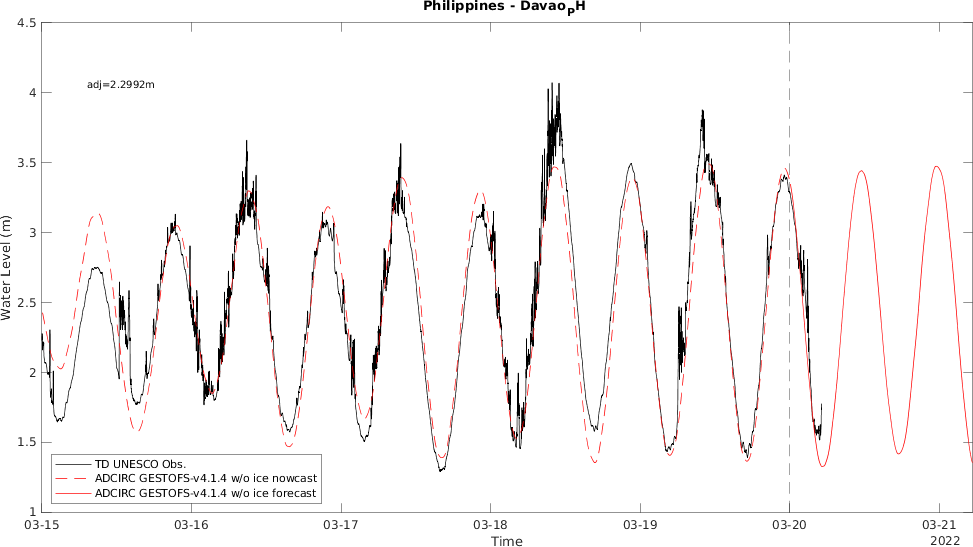 Philippines - Davao_PH
4.5
4
3.5
3
2.5
2
1.5
1
Water Level (m)
adj=2.2992m
TD UNESCO Obs.
ADCIRC GESTOFS-v4.1.4 w/o ice nowcast
ADCIRC GESTOFS-v4.1.4 w/o ice forecast
03-15 03-16 03-17 03-18 03-19 03-20 03-21
Time
2022